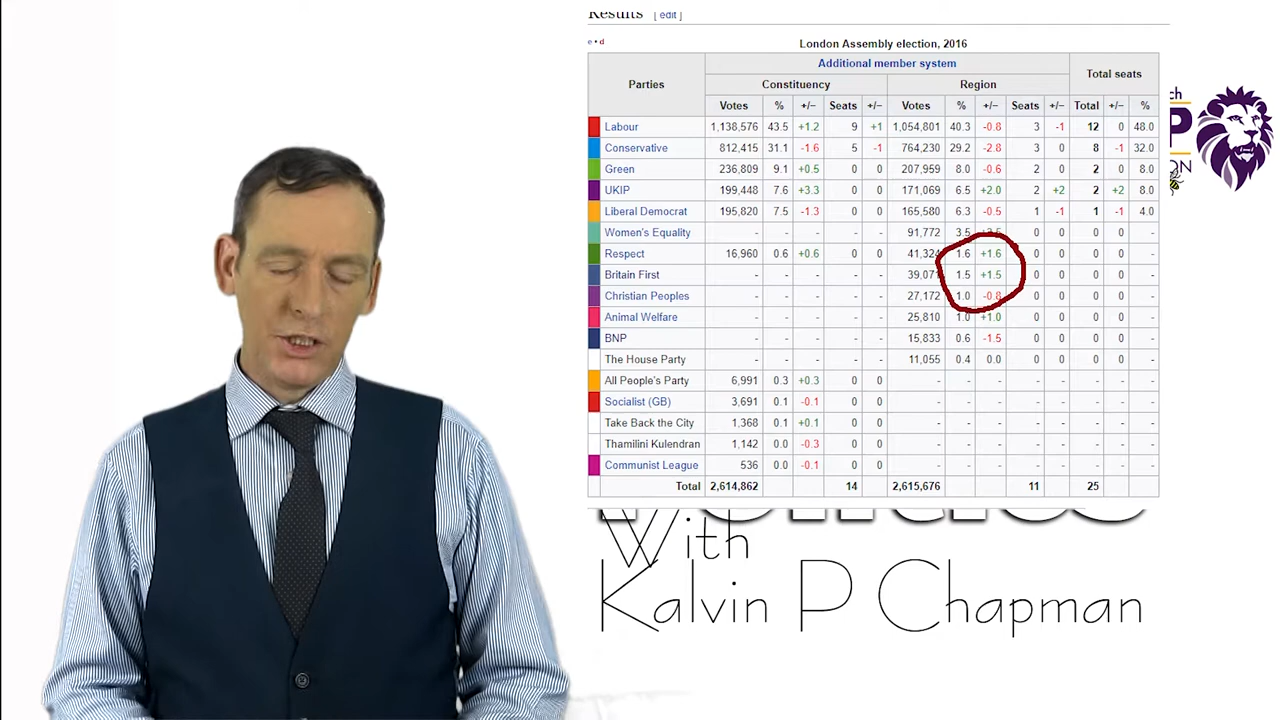 Results [ edit ]
e • d
London Assembly election, 2016
Parties Additional member system Total seats
Constituency Region
Votes % +/− Seats +/− Votes % +/− Seats +/− Total +/− %
Labour 1,138,576 43.5 +1.2 9 +1 1,054,801 40.3 -0.8 3 -1 12 0 48.0
Conservative 812,415 31.1 -1.6 5 -1 764,230 29.2 -2.8 3 0 8 -1 32.0
Green 236,809 9.1 +0.5 0 0 207,959 8.0 -0.6 2 0 2 0 8.0
UKIP 199,448 7.6 +3.3 0 0 171,069 6.5 +2.0 2 +2 2 +2 8.0
Liberal Democrat 195,820 7.5 -1.3 0 0 165,580 6.3 -0.5 1 -1 1 -1 4.0
Women's Equality - - - - - 91,772 3.5 0 0 0 0 -
Respect 16,960 0.6 +0.6 0 0 41,324 1.6 +1.6 0 0 0 0 -
Britain First - - - - - 39,071 1.5 +1.5 0 0 0 0 -
Christian Peoples - - - - - 27,172 1.0 -0.8 0 0 0 0 -
Animal Welfare - - - - - 25,810 1.0 +1.0 0 0 0 0 -
BNP - - - - - 15,833 0.6 -1.5 0 0 0 0 -
The House Party - - - - - 11,055 0.4 0.0 0 0 0 0 -
All People's Party 6,991 0.3 +0.3 0 0 - - - - - - - -
Socialist (GB) 3,691 0.1 -0.1 0 0 - - - - - - - -
Take Back the City 1,368 0.1 +0.1 0 0 - - - - - - - -
Thamilini Kulendran 1,142 0.0 -0.3 0 0 - - - - - - - -
Communist League 536 0.0 -0.1 0 0 - - - - - - - -
Total 2,614,862 14 2,615,676 11 25
With
Kalvin P Chapman